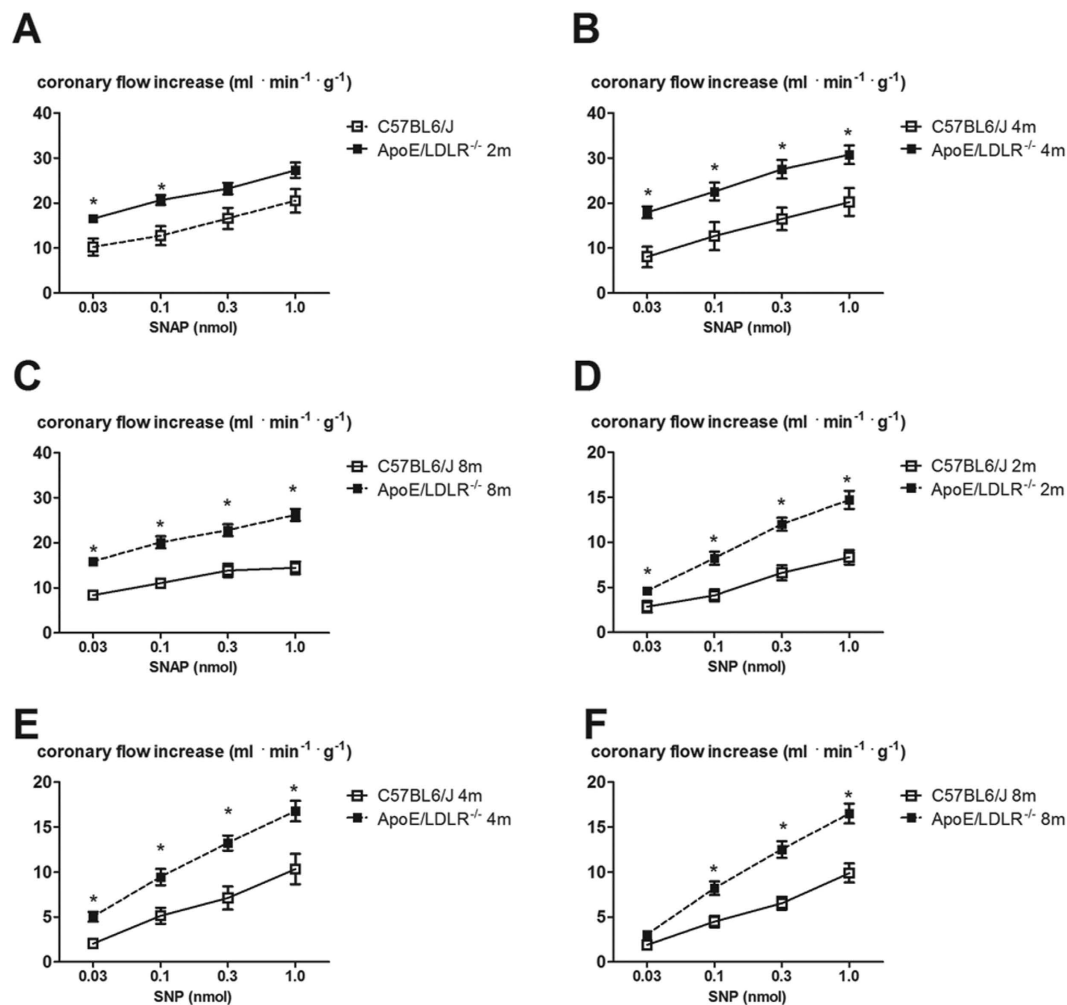 A
coronary flow increase (ml · min⁻¹ · g⁻¹)
40
30
20
10
0
* *
0.03 0.1 0.3 1.0
SNAP (nmol)
C57BL6/J
ApoE/LDLR⁻/⁻ 2m
B
coronary flow increase (ml · min⁻¹ · g⁻¹)
40
30
20
10
0
* * * *
0.03 0.1 0.3 1.0
SNAP (nmol)
C57BL6/J 4m
ApoE/LDLR⁻/⁻ 4m
C
coronary flow increase (ml · min⁻¹ · g⁻¹)
40
30
20
10
0
* * * *
0.03 0.1 0.3 1.0
SNAP (nmol)
C57BL6/J 8m
ApoE/LDLR⁻/⁻ 8m
D
coronary flow increase (ml · min⁻¹ · g⁻¹)
20
15
10
5
0
* * * *
0.03 0.1 0.3 1.0
SNP (nmol)
C57BL6/J 2m
ApoE/LDLR⁻/⁻ 2m
E
coronary flow increase (ml · min⁻¹ · g⁻¹)
20
15
10
5
0
* * * *
0.03 0.1 0.3 1.0
SNP (nmol)
C57BL6/J 4m
ApoE/LDLR⁻/⁻ 4m
F
coronary flow increase (ml · min⁻¹ · g⁻¹)
20
15
10
5
0
* * *
0.03 0.1 0.3 1.0
SNP (nmol)
C57BL6/J 8m
ApoE/LDLR⁻/⁻ 8m